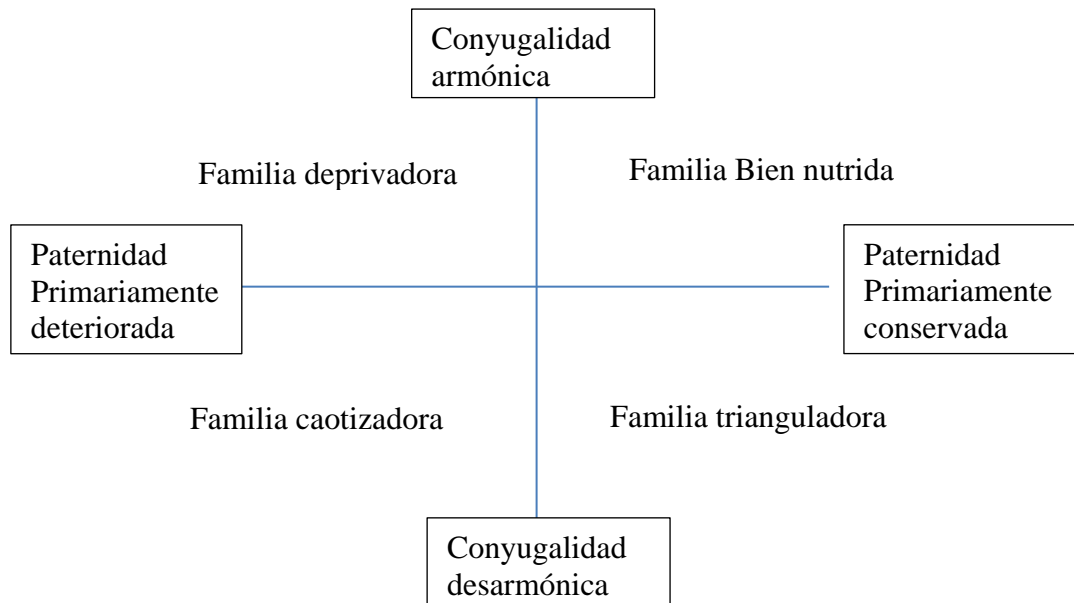 Conyugalidad
armónica
Familia deprivadora
Familia Bien nutrida
Paternidad
Primariamente
deteriorada
Paternidad
Primariamente
conservada
Familia caotizadora
Familia trianguladora
Conyugalidad
desarmónica